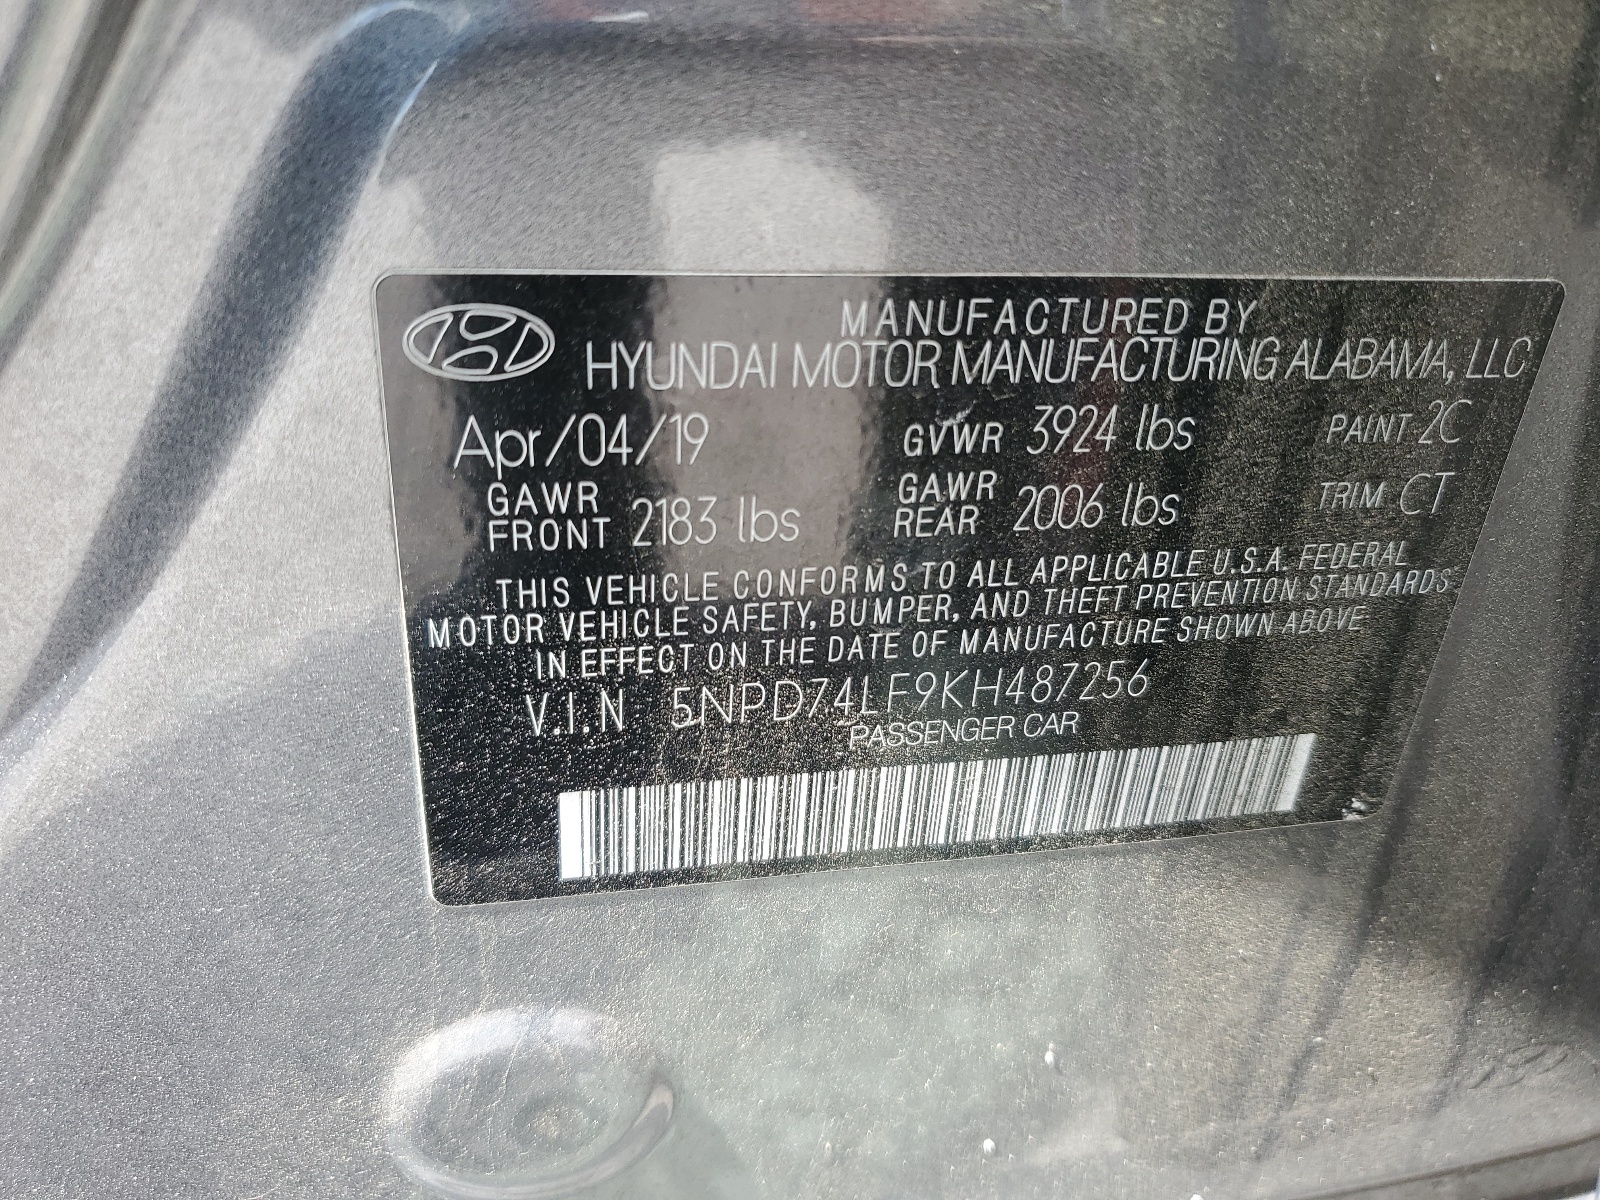 MANUFACTURED BY
HYUNDAI MOTOR MANUFACTURING ALABAMA, LLC
Apr/04/19 GVWR 3924 lbs PAINT 2C
GAWR FRONT 2183 lbs GAWR REAR 2006 lbs TRIM CT
THIS VEHICLE CONFORMS TO ALL APPLICABLE U.S.A. FEDERAL
MOTOR VEHICLE SAFETY, BUMPER, AND THEFT PREVENTION STANDARDS
IN EFFECT ON THE DATE OF MANUFACTURE SHOWN ABOVE
V.I.N 5NPD74LF9KH487256
PASSENGER CAR